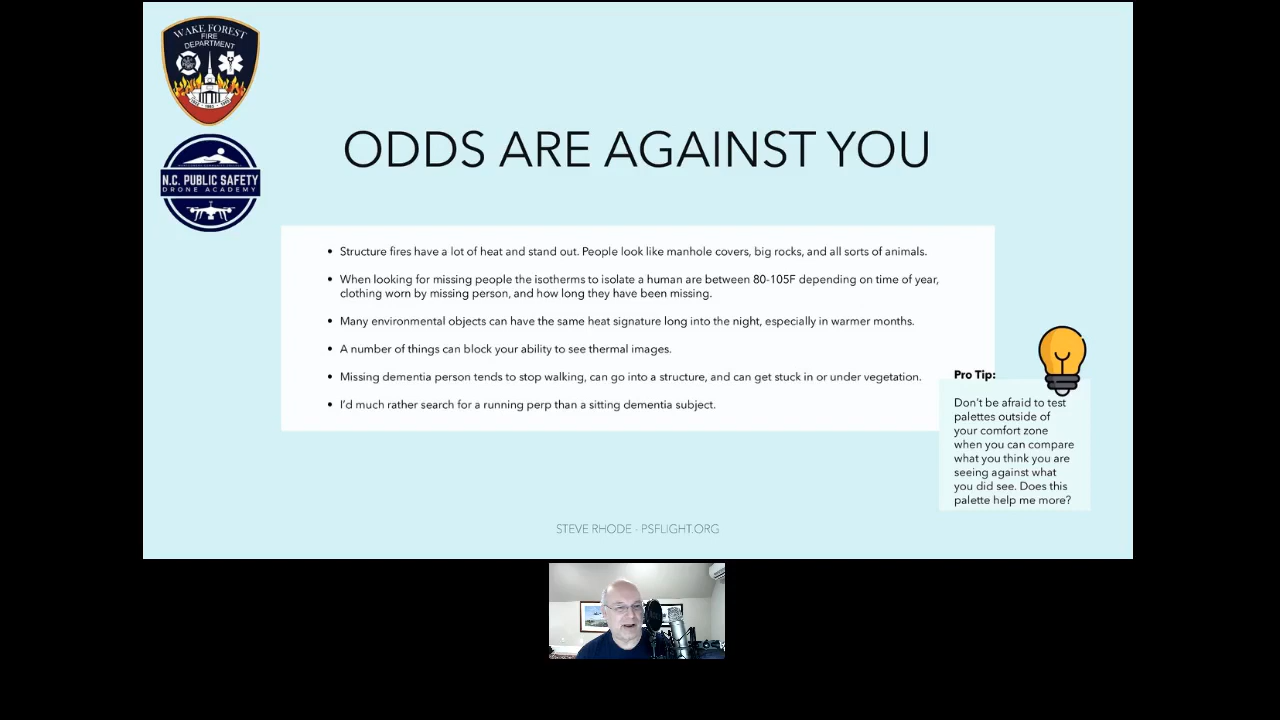 WAKE FOREST
FIRE
DEPARTMENT
N.C. PUBLIC SAFETY
DRONE ACADEMY
ODDS ARE AGAINST YOU
• Structure fires have a lot of heat and stand out. People look like manhole covers, big rocks, and all sorts of animals.
• When looking for missing people the isotherms to isolate a human are between 80-105F depending on time of year,
clothing worn by missing person, and how long they have been missing.
• Many environmental objects can have the same heat signature long into the night, especially in warmer months.
• A number of things can block your ability to see thermal images.
• Missing dementia person tends to stop walking, can go into a structure, and can get stuck in or under vegetation.
• I'd much rather search for a running perp than a sitting dementia subject.
Pro Tip:
Don't be afraid to test
palettes outside of
your comfort zone
when you can compare
what you think you are
seeing against what
you did see. Does this
palette help me more?
STEVE RHODE - PSFLIGHT.ORG